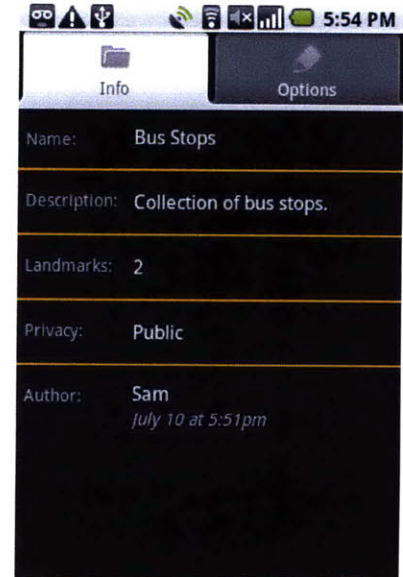 5:54 PM
Info
Options
Name: Bus Stops
Description: Collection of bus stops.
Landmarks: 2
Privacy: Public
Author: Sam
July 10 at 5:51pm